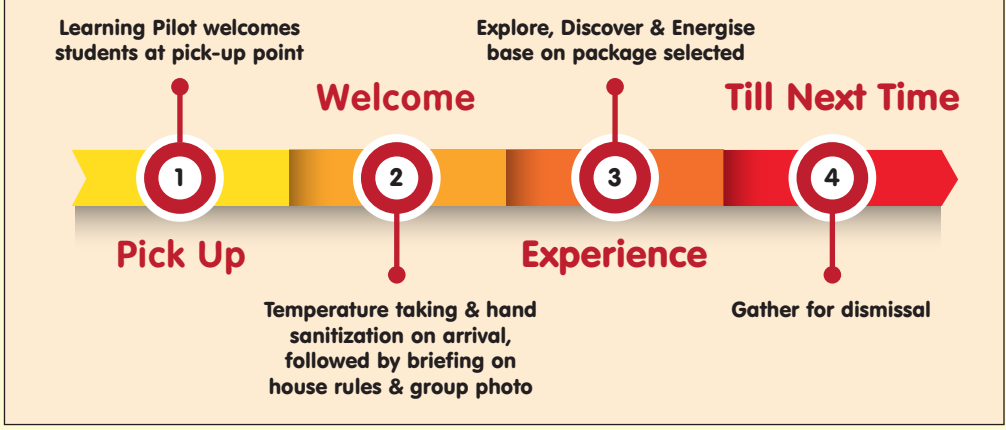 Learning Pilot welcomes
students at pick-up point
1
Pick Up
Welcome
2
Temperature taking & hand
sanitization on arrival,
followed by briefing on
house rules & group photo
Explore, Discover & Energise
base on package selected
3
Experience
Till Next Time
4
Gather for dismissal